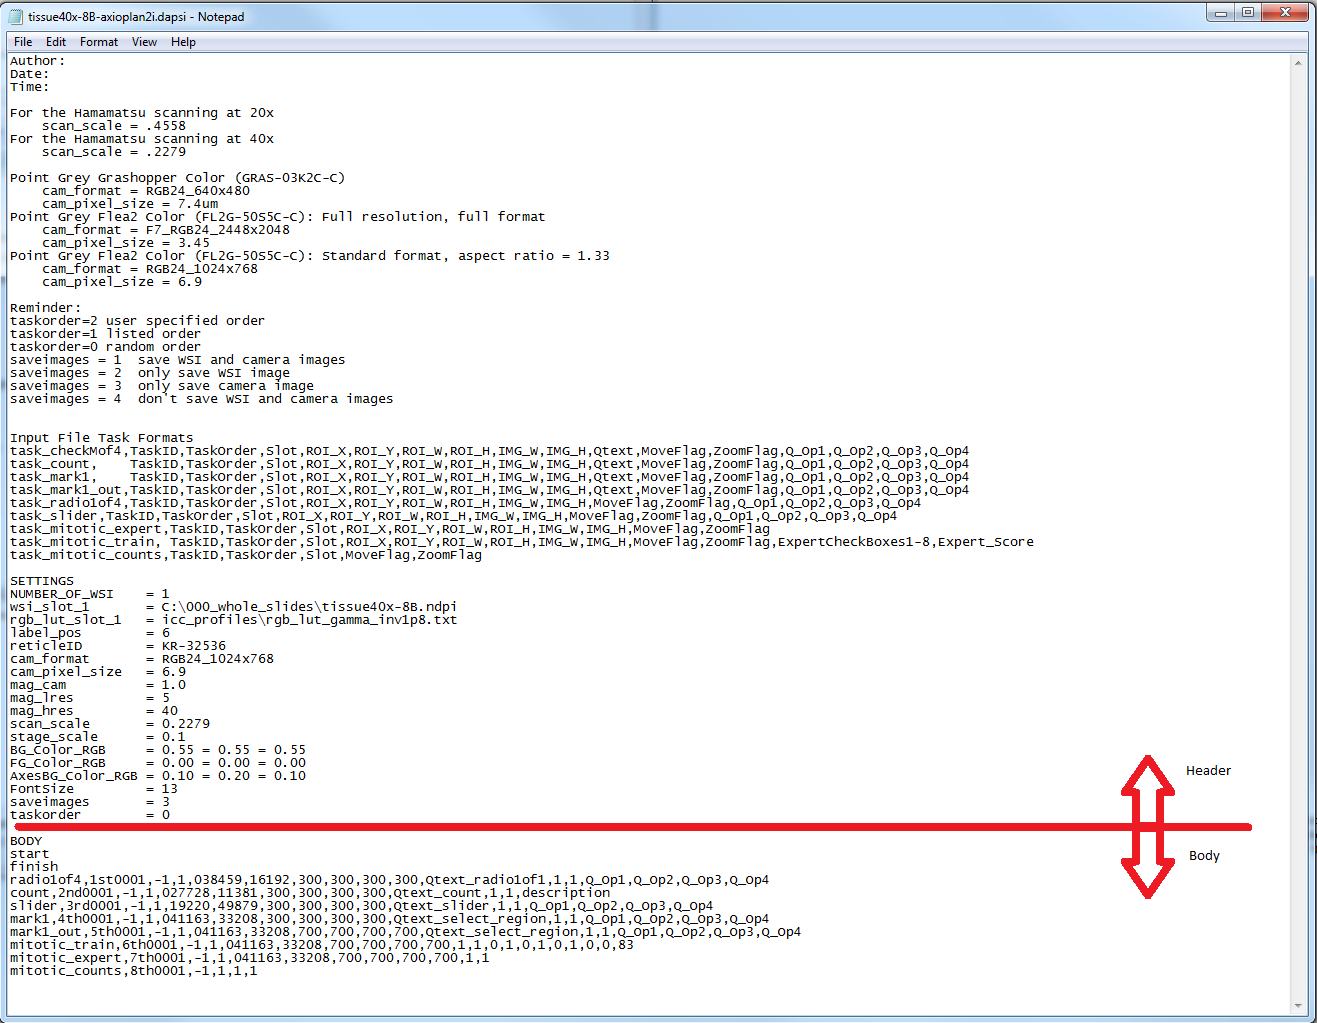 tissue40x-8B-axioplan2i.dapsi - Notepad
File Edit Format View Help
Author:
Date:
Time:
For the Hamamatsu scanning at 20x
scan_scale = .4558
For the Hamamatsu scanning at 40x
scan_scale = .2279
Point Grey Grashopper Color (GRAS-03K2C-C)
cam_format = RGB24_640x480
cam_pixel_size = 7.4um
Point Grey Flea2 Color (FL2G-50S5C-C): Full resolution, full format
cam_format = F7_RGB24_2448x2048
cam_pixel_size = 3.45
Point Grey Flea2 Color (FL2G-50S5C-C): Standard format, aspect ratio = 1.33
cam_format = RGB24_1024x768
cam_pixel_size = 6.9
Reminder:
taskorder=2 user specified order
taskorder=1 listed order
taskorder=0 random order
saveimages = 1  save WSI and camera images
saveimages = 2  only save WSI image
saveimages = 3  only save camera image
saveimages = 4  don't save WSI and camera images
Input File Task Formats
task_checkMof4,TaskID,TaskOrder,Slot,ROI_X,ROI_Y,ROI_W,ROI_H,IMG_W,IMG_H,Qtext,MoveFlag,ZoomFlag,Q_Op1,Q_Op2,Q_Op3,Q_Op4
task_count,    TaskID,TaskOrder,Slot,ROI_X,ROI_Y,ROI_W,ROI_H,IMG_W,IMG_H,Qtext,MoveFlag,ZoomFlag,Q_Op1,Q_Op2,Q_Op3,Q_Op4
task_mark1,    TaskID,TaskOrder,Slot,ROI_X,ROI_Y,ROI_W,ROI_H,IMG_W,IMG_H,Qtext,MoveFlag,ZoomFlag,Q_Op1,Q_Op2,Q_Op3,Q_Op4
task_mark1_out,TaskID,TaskOrder,Slot,ROI_X,ROI_Y,ROI_W,ROI_H,IMG_W,IMG_H,Qtext,MoveFlag,ZoomFlag,Q_Op1,Q_Op2,Q_Op3,Q_Op4
task_radio1of4,TaskID,TaskOrder,Slot,ROI_X,ROI_Y,ROI_W,ROI_H,IMG_W,IMG_H,MoveFlag,ZoomFlag,Q_Op1,Q_Op2,Q_Op3,Q_Op4
task_slider,TaskID,TaskOrder,Slot,ROI_X,ROI_Y,ROI_W,ROI_H,IMG_W,IMG_H,MoveFlag,ZoomFlag,Q_Op1,Q_Op2,Q_Op3,Q_Op4
task_mitotic_expert,TaskID,TaskOrder,Slot,ROI_X,ROI_Y,ROI_W,ROI_H,IMG_W,IMG_H,MoveFlag,ZoomFlag
task_mitotic_train, TaskID,TaskOrder,Slot,ROI_X,ROI_Y,ROI_W,ROI_H,IMG_W,IMG_H,MoveFlag,ZoomFlag,ExpertCheckBoxes1-8,Expert_Score
task_mitotic_counts,TaskID,TaskOrder,Slot,MoveFlag,ZoomFlag
SETTINGS
NUMBER_OF_WSI    = 1
wsi_slot_1       = C:\000_whole_slides\tissue40x-8B.ndpi
rgb_lut_slot_1   = icc_profiles\rgb_lut_gamma_inv1p8.txt
label_pos        = 6
reticleID        = KR-32536
cam_format       = RGB24_1024x768
cam_pixel_size   = 6.9
mag_cam          = 1.0
mag_lres         = 5
mag_hres         = 40
scan_scale       = 0.2279
stage_scale      = 0.1
BG_Color_RGB     = 0.55 = 0.55 = 0.55
FG_Color_RGB     = 0.00 = 0.00 = 0.00
AxesBG_Color_RGB = 0.10 = 0.20 = 0.10
FontSize         = 13
saveimages       = 3
taskorder        = 0
Header
BODY
start
finish
Body
radio1of4,1st0001,-1,1,038459,16192,300,300,300,300,Qtext_radio1of1,1,1,Q_Op1,Q_Op2,Q_Op3,Q_Op4
count,2nd0001,-1,1,027728,11381,300,300,300,300,Qtext_count,1,1,description
slider,3rd0001,-1,1,19220,49879,300,300,300,300,Qtext_slider,1,1,Q_Op1,Q_Op2,Q_Op3,Q_Op4
mark1,4th0001,-1,1,041163,33208,300,300,300,300,Qtext_select_region,1,1,Q_Op1,Q_Op2,Q_Op3,Q_Op4
mark1_out,5th0001,-1,1,041163,33208,700,700,700,700,Qtext_select_region,1,1,Q_Op1,Q_Op2,Q_Op3,Q_Op4
mitotic_train,6th0001,-1,1,041163,33208,700,700,700,700,1,1,0,1,0,1,0,1,0,0,83
mitotic_expert,7th0001,-1,1,041163,33208,700,700,700,700,1,1
mitotic_counts,8th0001,-1,1,1,1